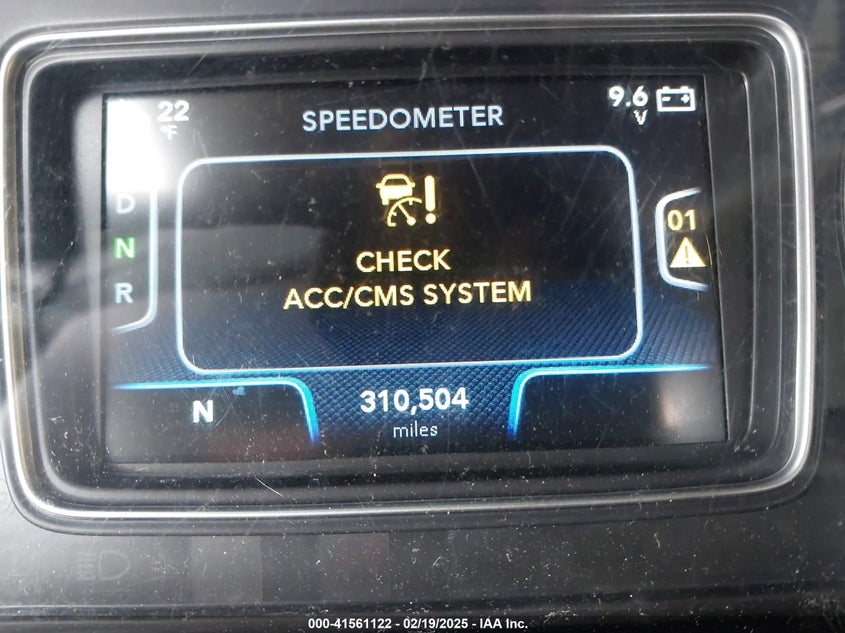 22
°F
SPEEDOMETER
9.6
V
D
N
R
01
CHECK
ACC/CMS SYSTEM
N
310,504
miles
000-41561122 - 02/19/2025 - IAA Inc.